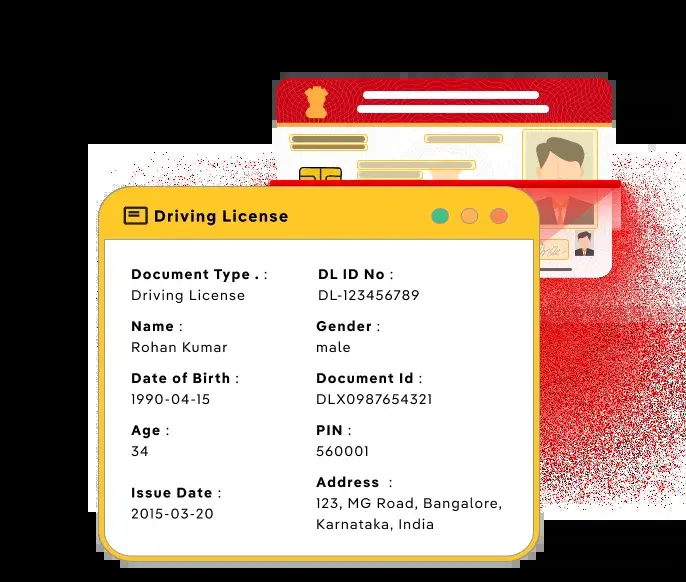 Driving License
Document Type . :
Driving License
DL ID No :
DL-123456789
Name :
Rohan Kumar
Gender :
male
Date of Birth :
1990-04-15
Document Id :
DLX0987654321
Age :
34
PIN :
560001
Issue Date :
2015-03-20
Address :
123, MG Road, Bangalore,
Karnataka, India